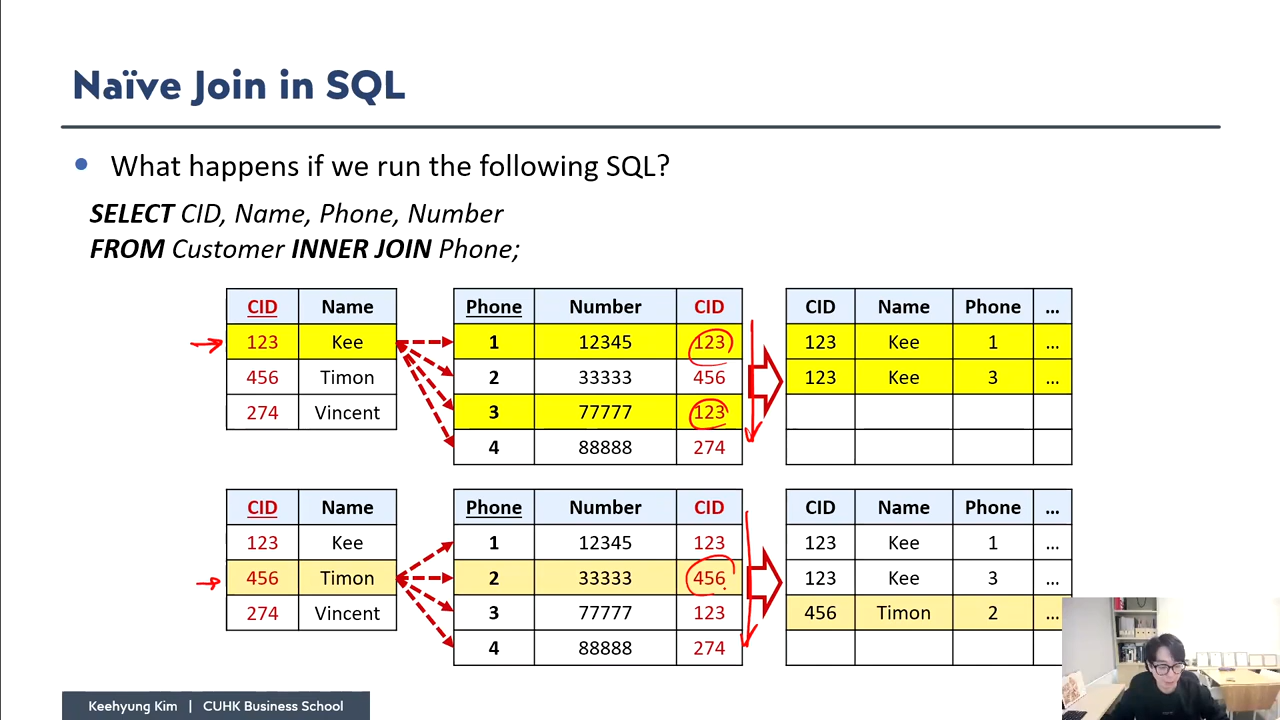 Naïve Join in SQL
• What happens if we run the following SQL?
SELECT CID, Name, Phone, Number
FROM Customer INNER JOIN Phone;
CID Name
123 Kee
456 Timon
274 Vincent
Phone Number CID
1 12345 123
2 33333 456
3 77777 123
4 88888 274
CID Name Phone ...
123 Kee 1 ...
123 Kee 3 ...
CID Name
123 Kee
456 Timon
274 Vincent
Phone Number CID
1 12345 123
2 33333 456
3 77777 123
4 88888 274
CID Name Phone ...
123 Kee 1 ...
123 Kee 3 ...
456 Timon 2 ...
Keehyung Kim | CUHK Business School